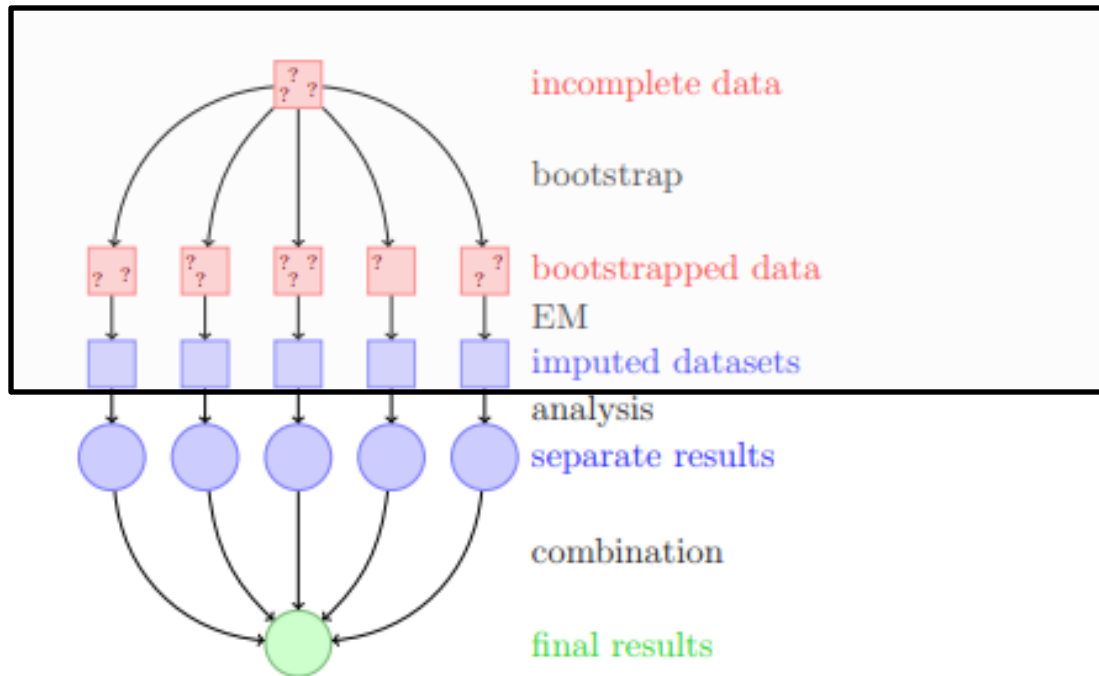 ? ? ?
incomplete data
bootstrap
? ? ? ? ? ? ? ? ? ?
bootstrapped data
EM
imputed datasets
analysis
separate results
combination
final results